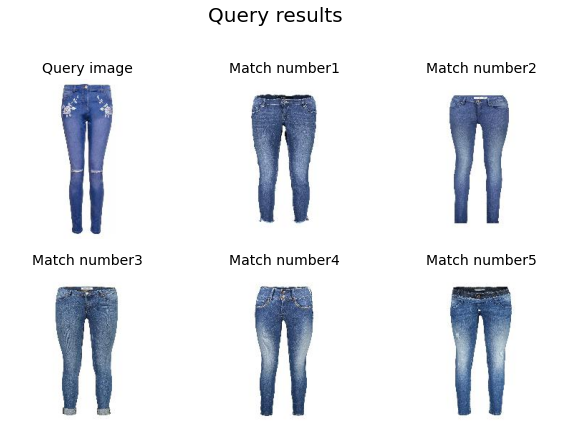 Query results
Query image
Match number1
Match number2
Match number3
Match number4
Match number5